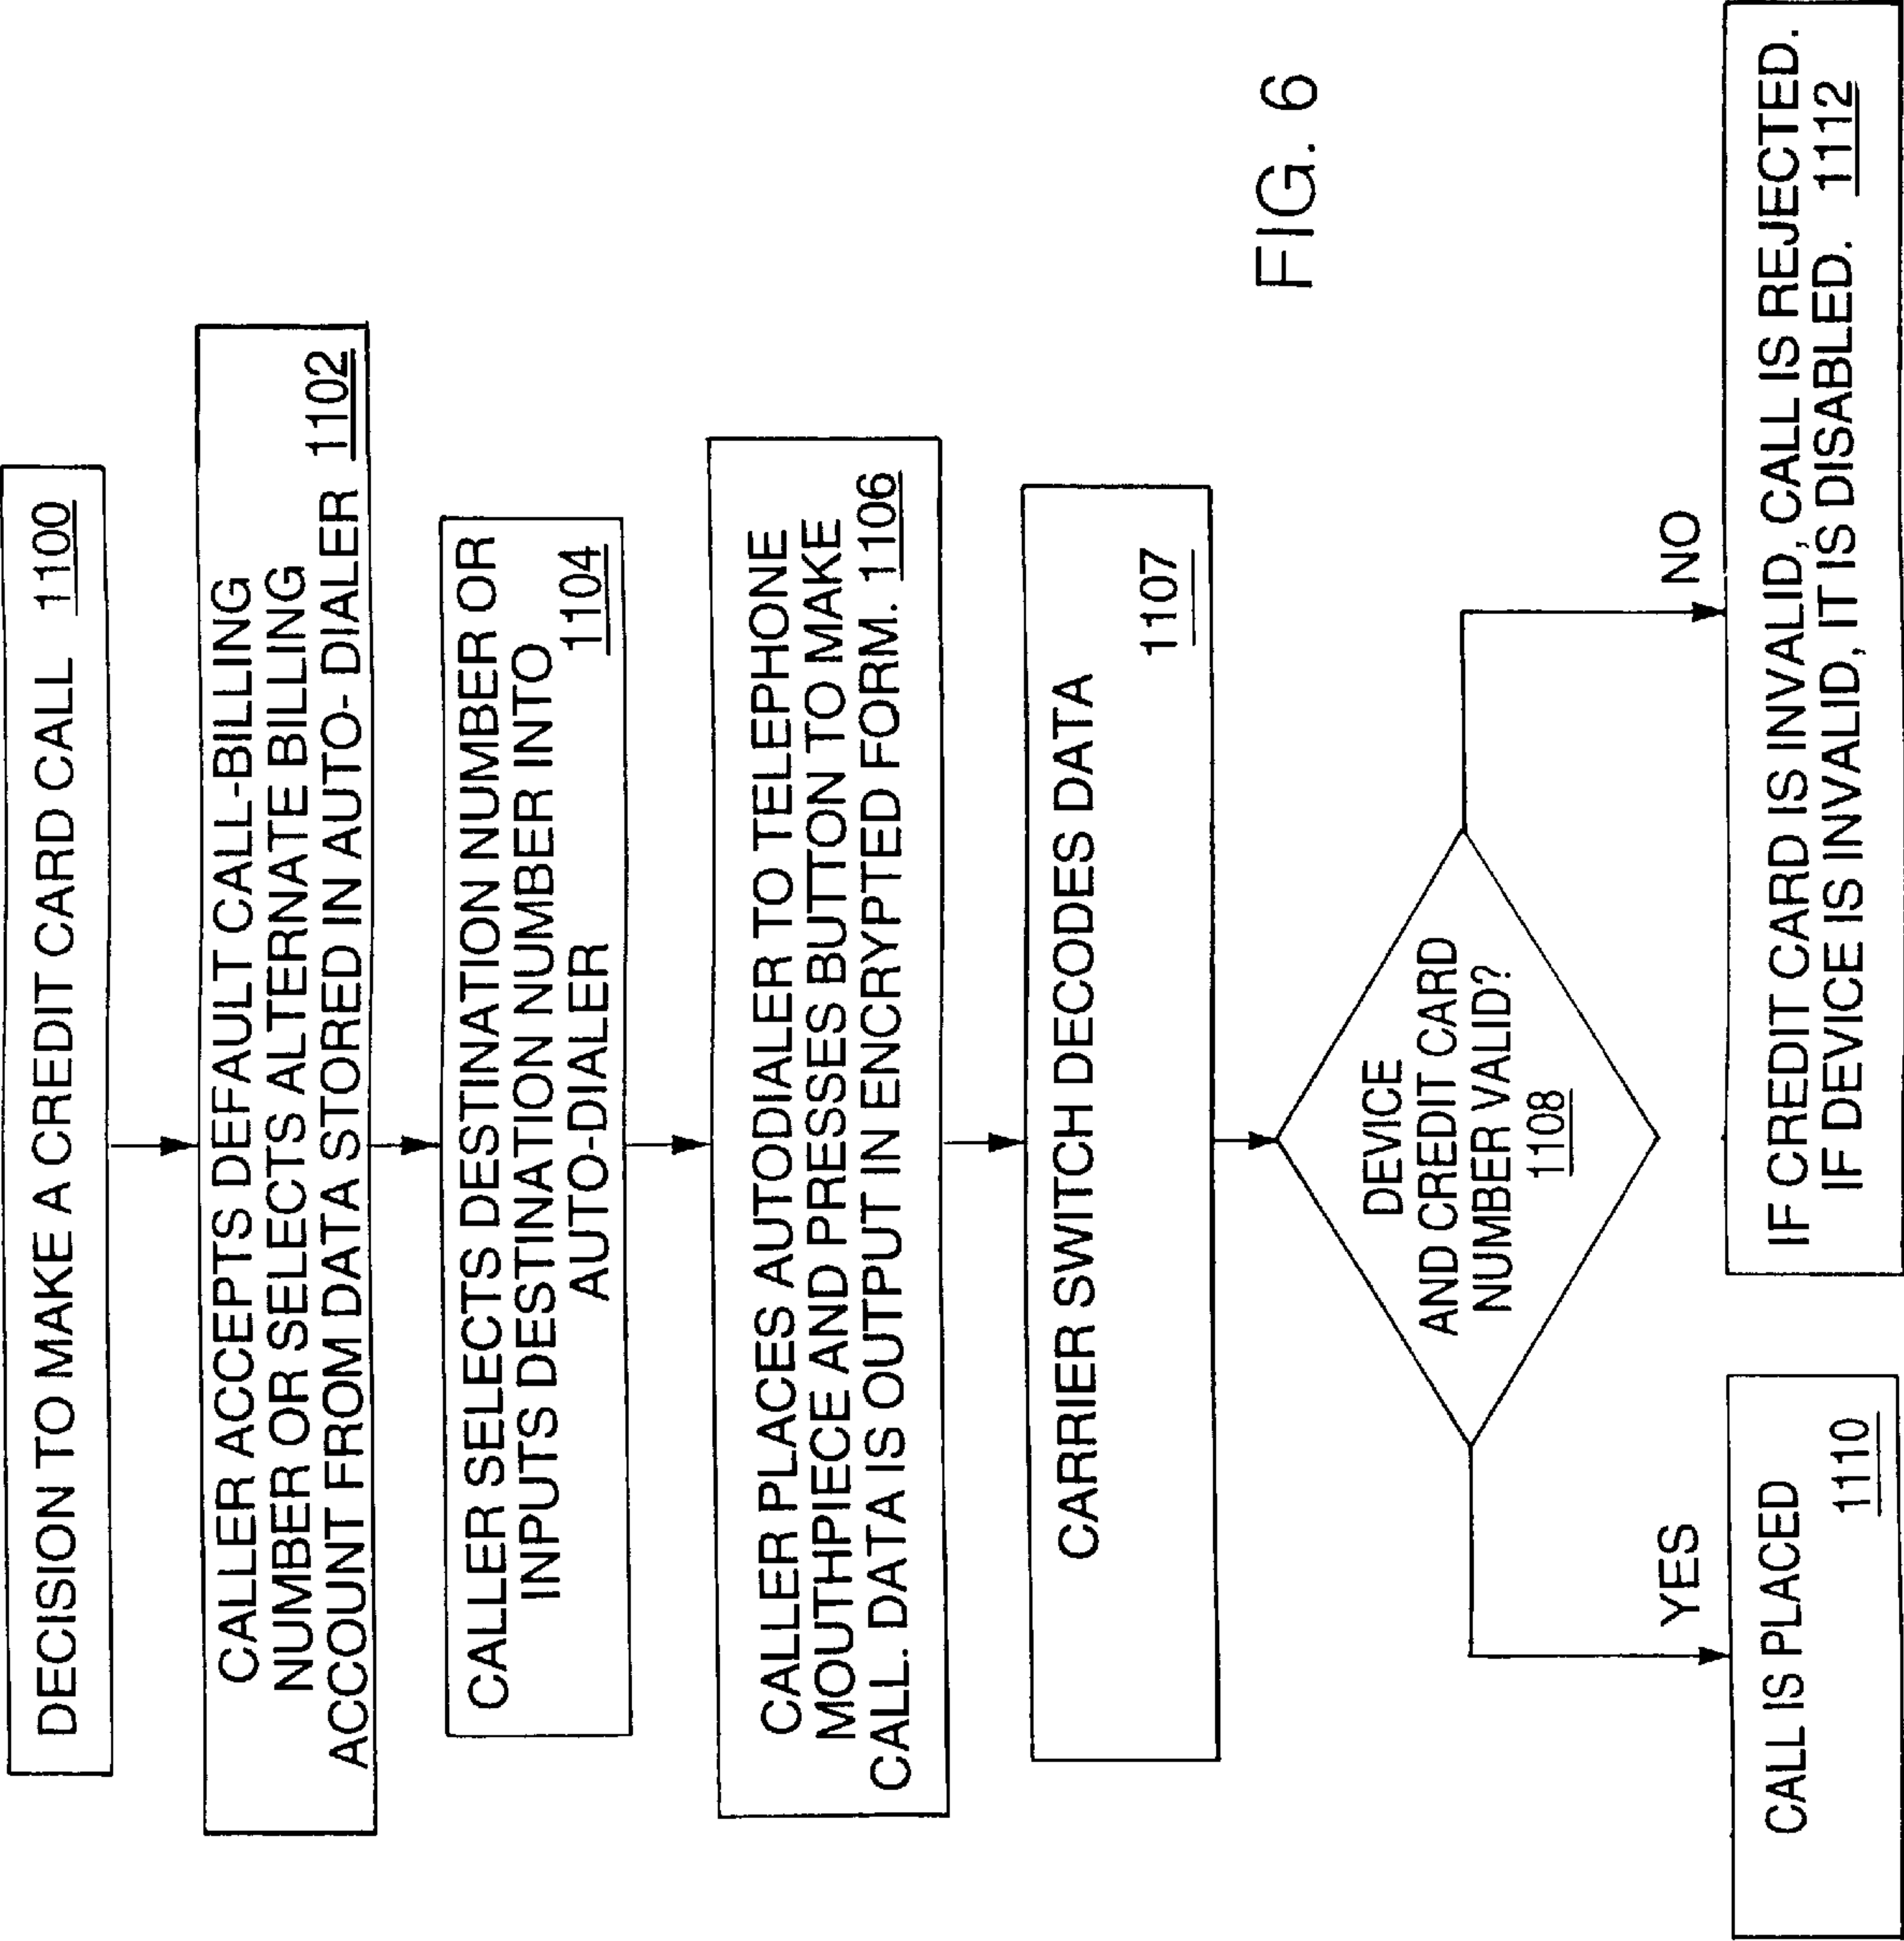 DECISION TO MAKE A CREDIT CARD CALL 1100
CALLER ACCEPTS DEFAULT CALL-BILLING
NUMBER OR SELECTS ALTERNATE BILLING
ACCOUNT FROM DATA STORED IN AUTO-DIALER 1102
CALLER SELECTS DESTINATION NUMBER OR
INPUTS DESTINATION NUMBER INTO
AUTO-DIALER 1104
CALLER PLACES AUTODIALER TO TELEPHONE
MOUTHPIECE AND PRESSES BUTTON TO MAKE
CALL. DATA IS OUTPUT IN ENCRYPTED FORM. 1106
CARRIER SWITCH DECODES DATA
1107
DEVICE
AND CREDIT CARD
NUMBER VALID?
1108
YES
NO
CALL IS PLACED
1110
IF CREDIT CARD IS INVALID, CALL IS REJECTED.
IF DEVICE IS INVALID, IT IS DISABLED. 1112
FIG. 6